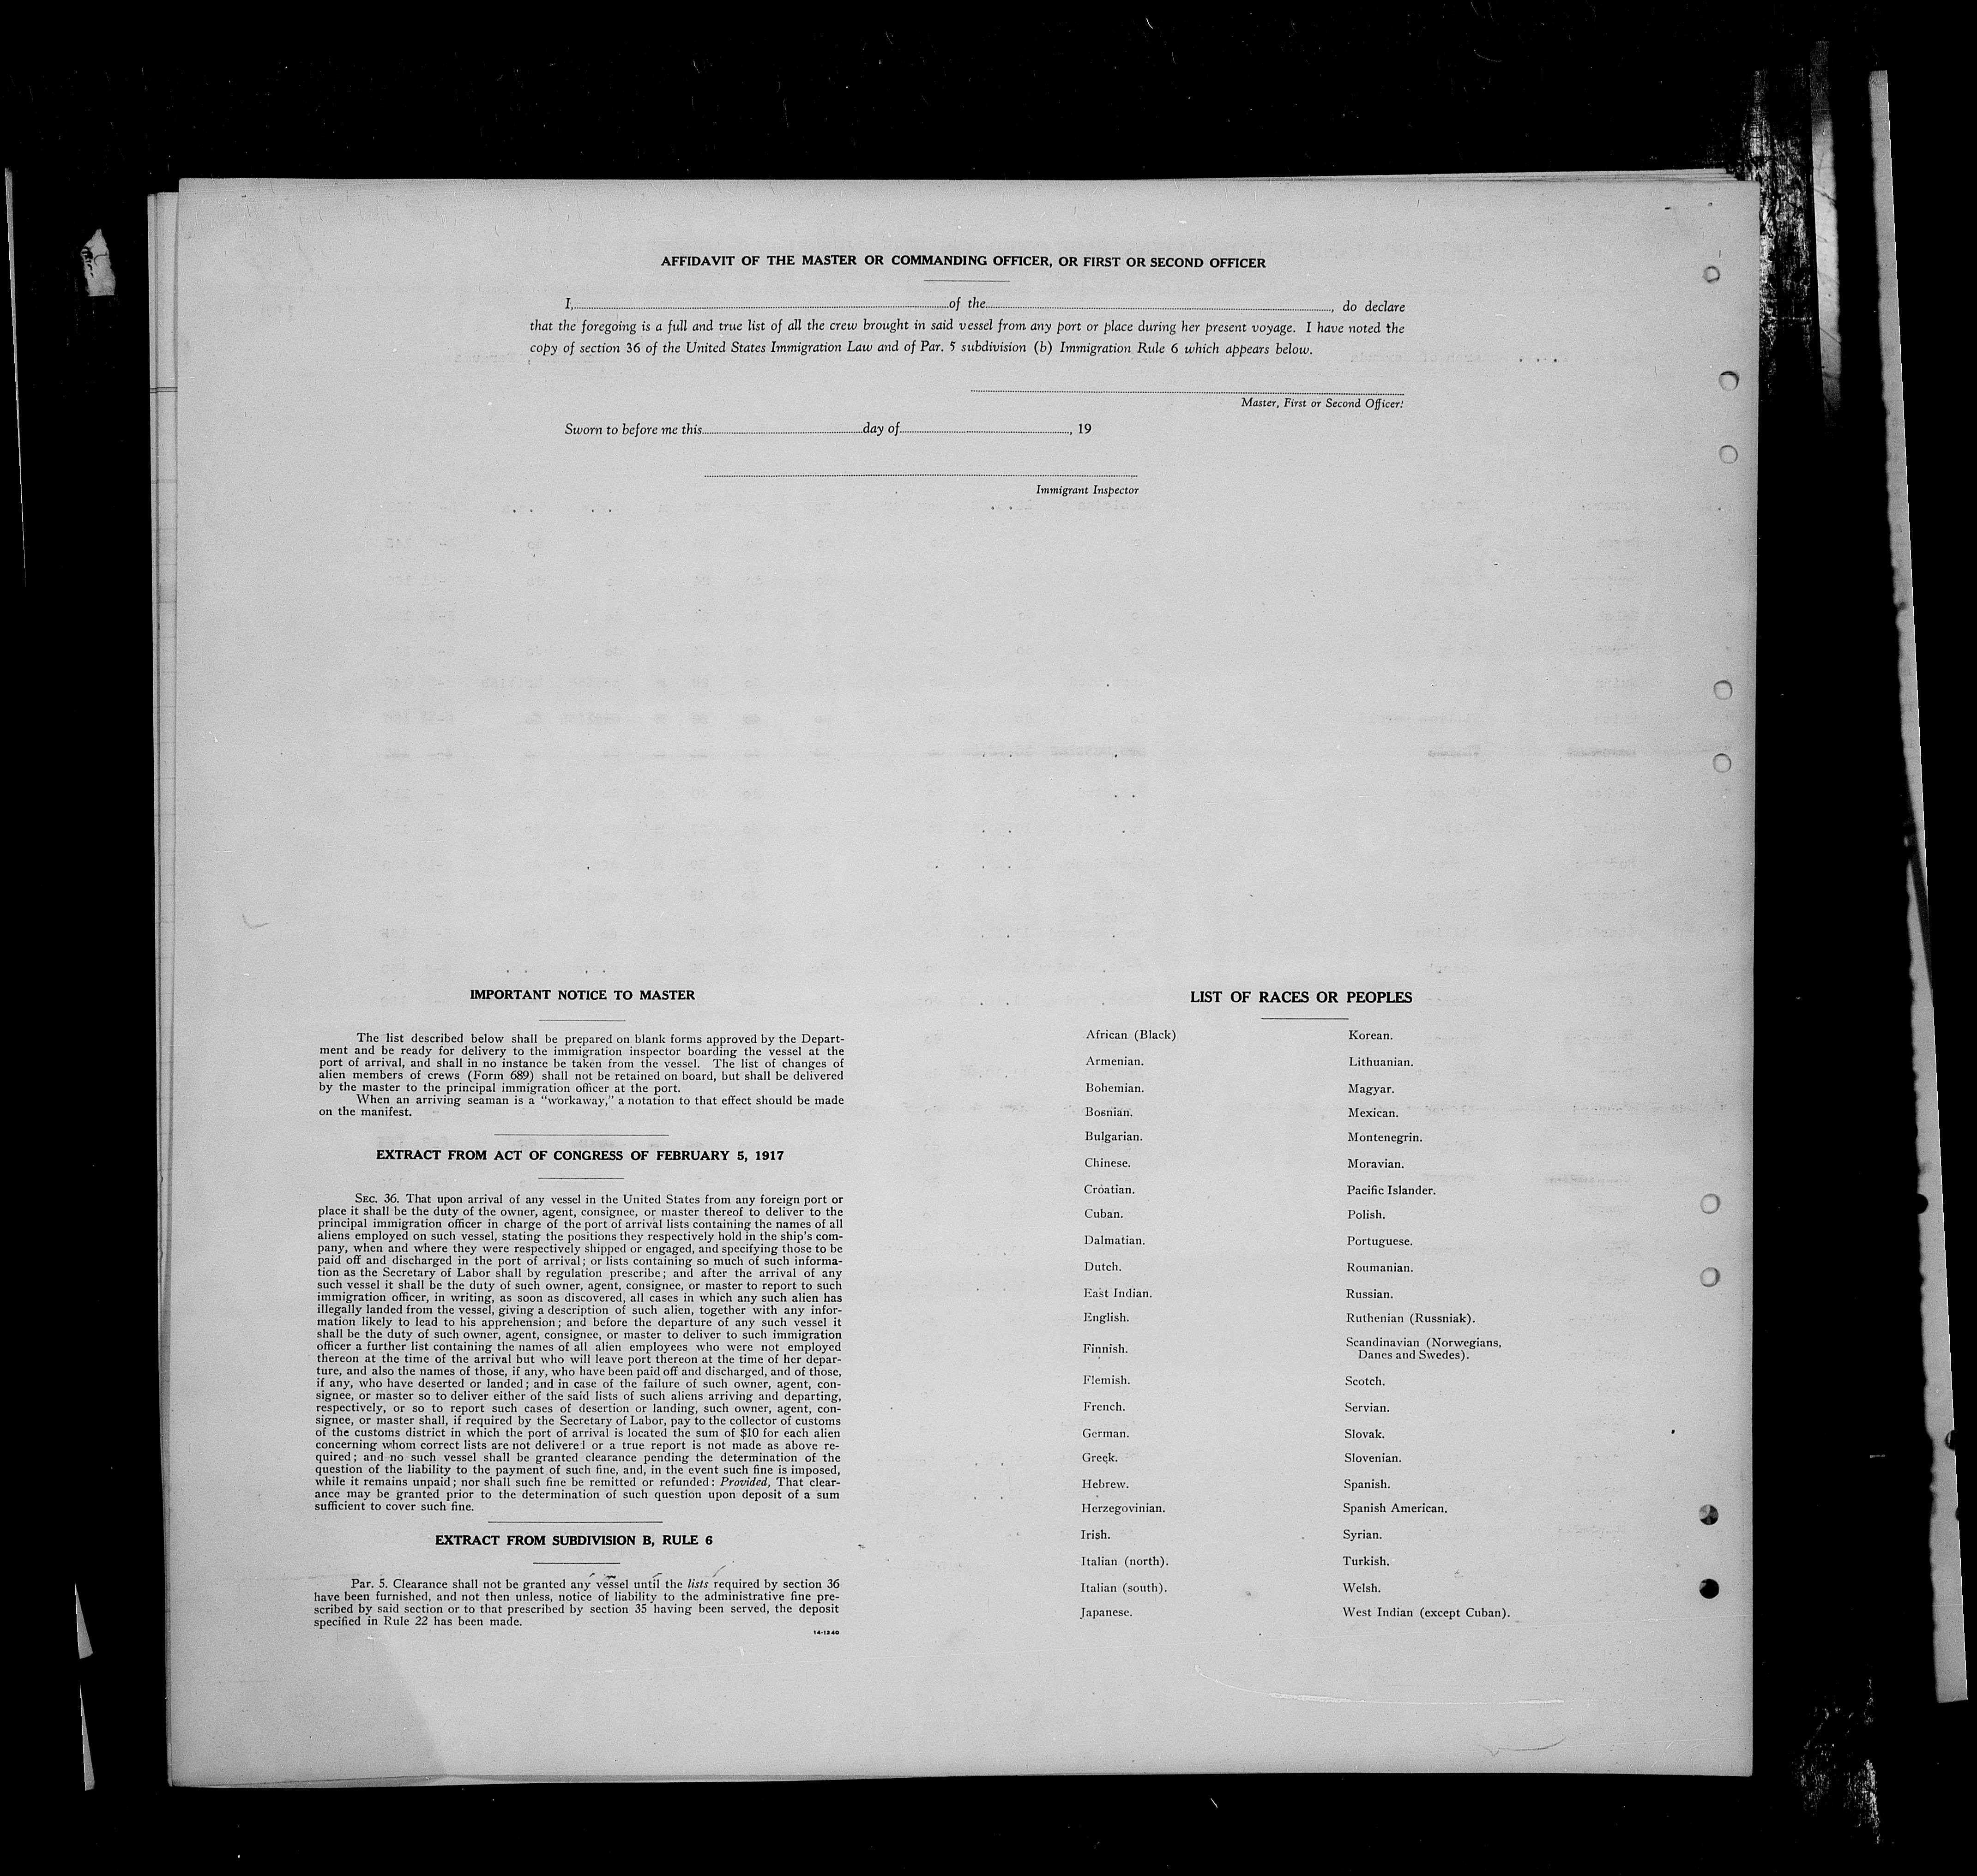 AFFIDAVIT OF THE MASTER OR COMMANDING OFFICER, OR FIRST OR SECOND OFFICER
I, of the , do declare
that the foregoing is a full and true list of all the crew brought in said vessel from any port or place during her present voyage. I have noted the
copy of section 36 of the United States Immigration Law and of Par. 5 subdivision (b) Immigration Rule 6 which appears below.
Master, First or Second Officer.
Sworn to before me this day of , 19
Immigrant Inspector
IMPORTANT NOTICE TO MASTER
The list described below shall be prepared on blank forms approved by the Depart-
ment and be ready for delivery to the immigration inspector boarding the vessel at the
port of arrival, and shall in no instance be taken from the vessel. The list of changes of
alien members of crews (Form 689) shall not be retained on board, but shall be delivered
by the master to the principal immigration officer at the port.
When an arriving seaman is a "workaway," a notation to that effect should be made
on the manifest.
EXTRACT FROM ACT OF CONGRESS OF FEBRUARY 5, 1917
SEC. 36. That upon arrival of any vessel in the United States from any foreign port or
place it shall be the duty of the owner, agent, consignee, or master thereof to deliver to the
principal immigration officer in charge of the port of arrival lists containing the names of all
aliens employed on such vessel, stating the positions they respectively hold in the ship's com-
pany, when and where they were respectively shipped or engaged, and specifying those to be
paid off and discharged in the port of arrival; or lists containing so much of such informa-
tion as the Secretary of Labor shall by regulation prescribe; and after the arrival of any
such vessel it shall be the duty of such owner, agent, consignee, or master to report to such
immigration officer, in writing, as soon as discovered, all cases in which any such alien has
illegally landed from the vessel, giving a description of such alien, together with any infor-
mation likely to lead to his apprehension; and before the departure of any such vessel it
shall be the duty of such owner, agent, consignee, or master to deliver to such immigration
officer a further list containing the names of all alien employees who were not employed
thereon at the time of the arrival but who will leave port thereon at the time of her depar-
ture, and also the names of those, if any, who have been paid off and discharged, and of those,
if any, who have deserted or landed; and in case of the failure of such owner, agent, con-
signee, or master so to deliver either of the said lists of such aliens arriving and departing,
respectively, or so to report such cases of desertion or landing, such owner, agent, con-
signee, or master shall, if required by the Secretary of Labor, pay to the collector of customs
of the customs district in which the port of arrival is located the sum of $10 for each alien
concerning whom correct lists are not delivered or a true report is not made as above re-
quired; and no such vessel shall be granted clearance pending the determination of the
question of the liability to the payment of such fine, and, in the event such fine is imposed,
while it remains unpaid; nor shall such fine be remitted or refunded: Provided, That clear-
ance may be granted prior to the determination of such question upon deposit of a sum
sufficient to cover such fine.
EXTRACT FROM SUBDIVISION B, RULE 6
Par. 5. Clearance shall not be granted any vessel until the lists required by section 36
have been furnished, and not then unless, notice of liability to the administrative fine pre-
scribed by said section or to that prescribed by section 35 having been served, the deposit
specified in Rule 22 has been made.
14-1240
LIST OF RACES OR PEOPLES
African (Black)
Armenian.
Bohemian.
Bosnian.
Bulgarian.
Chinese.
Croatian.
Cuban.
Dalmatian.
Dutch.
East Indian.
English.
Finnish.
Flemish.
French.
German.
Greek.
Hebrew.
Herzegovinian.
Irish.
Italian (north).
Italian (south).
Japanese.
Korean.
Lithuanian.
Magyar.
Mexican.
Montenegrin.
Moravian.
Pacific Islander.
Polish.
Portuguese.
Roumanian.
Russian.
Ruthenian (Russniak).
Scandinavian (Norwegians,
Danes and Swedes).
Scotch.
Servian.
Slovak.
Slovenian.
Spanish.
Spanish American.
Syrian.
Turkish.
Welsh.
West Indian (except Cuban).